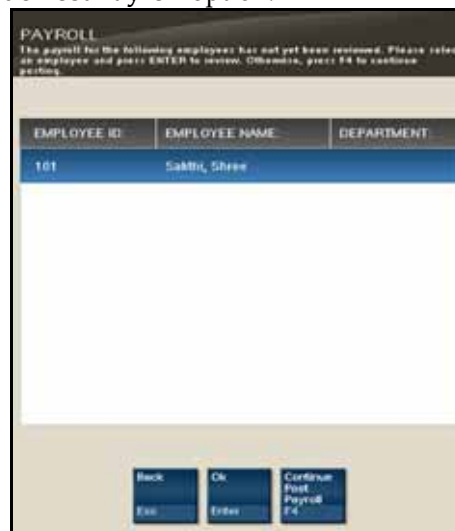 PAYROLL
The payroll for the following employees has not yet been reviewed. Please
an employee and press ENTER to review. Otherwise, press F4 to continue
posting.
EMPLOYEE ID: EMPLOYEE NAME: DEPARTMENT:
101 Sakthi, Shree
Back Ok Continue
Post
Payroll
Esc Enter F4